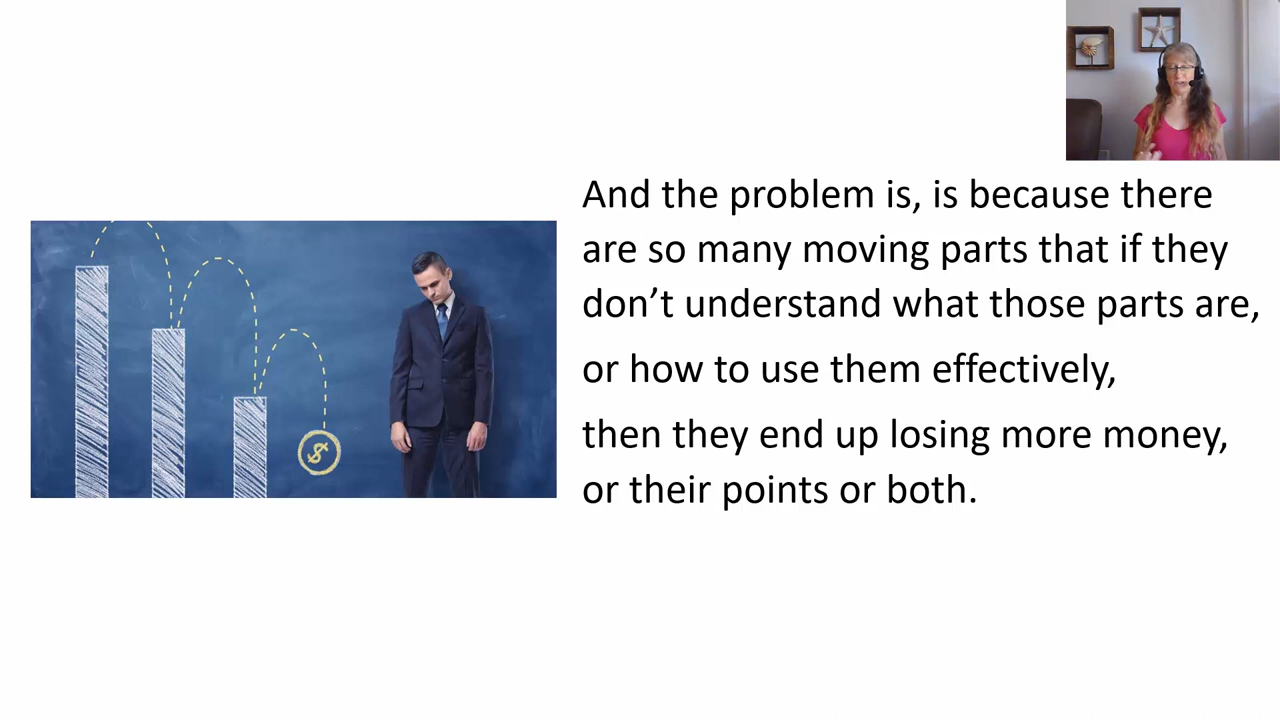 And the problem is, is because there
are so many moving parts that if they
don’t understand what those parts are,
or how to use them effectively,
then they end up losing more money,
or their points or both.
$